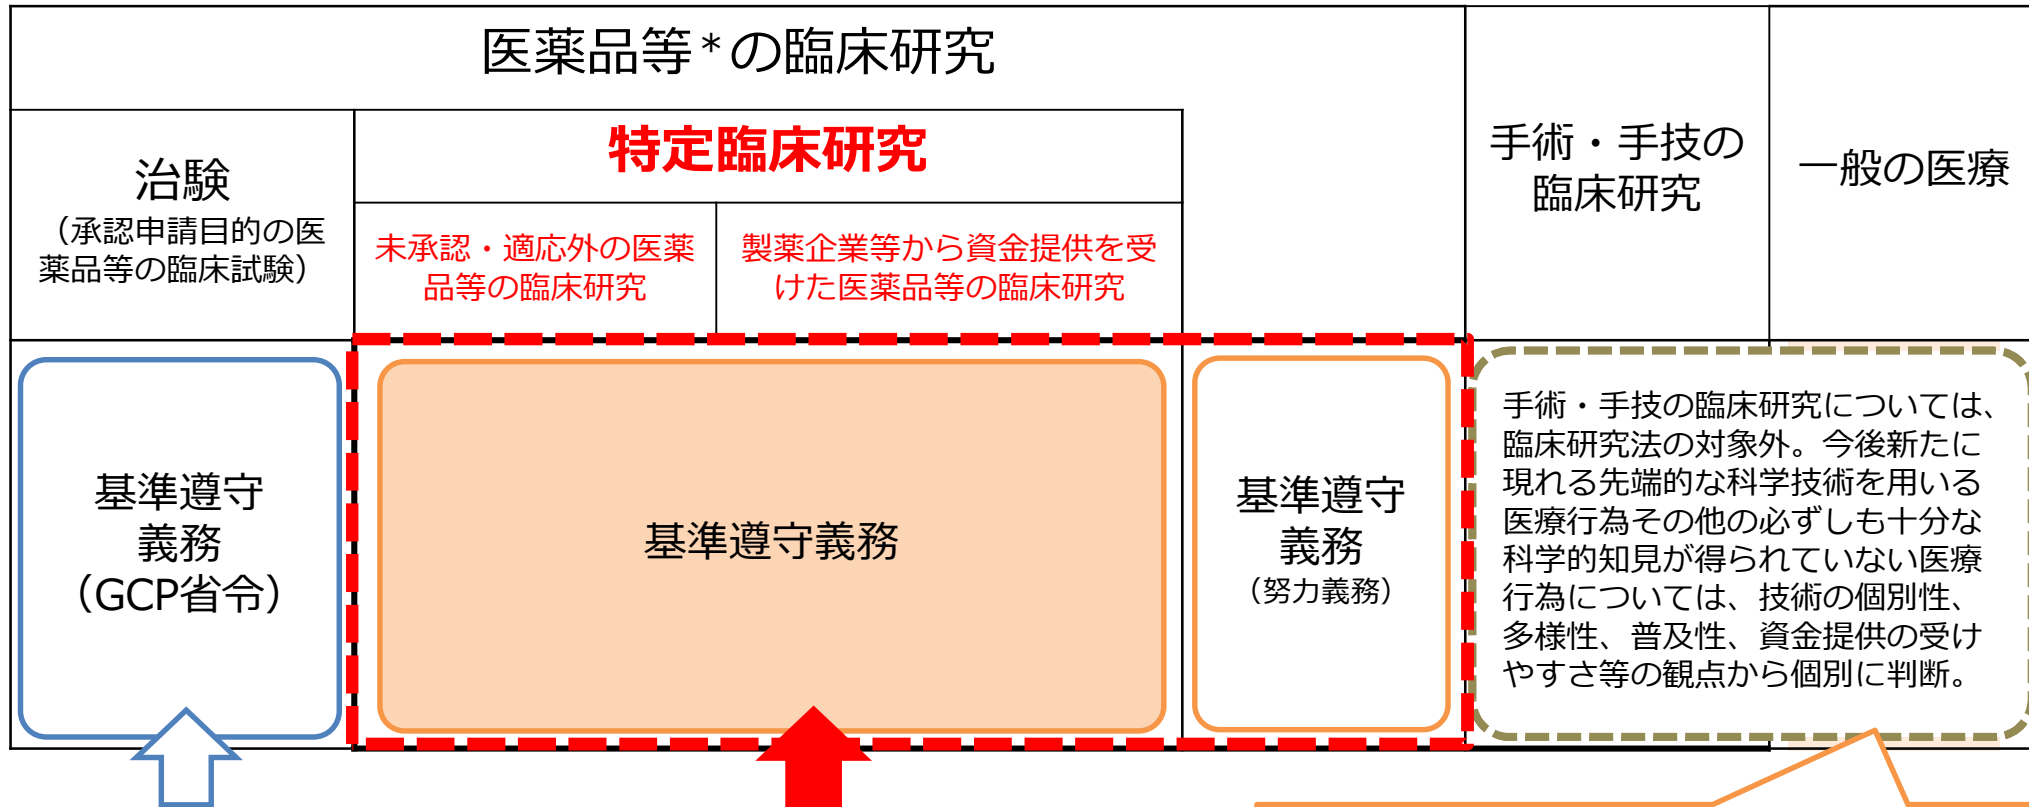 医薬品等*の臨床研究
治験
（承認申請目的の医
薬品等の臨床試験）
特定臨床研究
未承認・適応外の医薬
品等の臨床研究
製薬企業等から資金提供を受
けた医薬品等の臨床研究
手術・手技の
臨床研究
一般の医療
基準遵守
義務
（GCP省令）
基準遵守義務
基準遵守
義務
（努力義務）
手術・手技の臨床研究については、
臨床研究法の対象外。今後新たに
現れる先端的な科学技術を用いる
医療行為その他の必ずしも十分な
科学的知見が得られていない医療
行為については、技術の個別性、
多様性、普及性、資金提供の受け
やすさ等の観点から個別に判断。